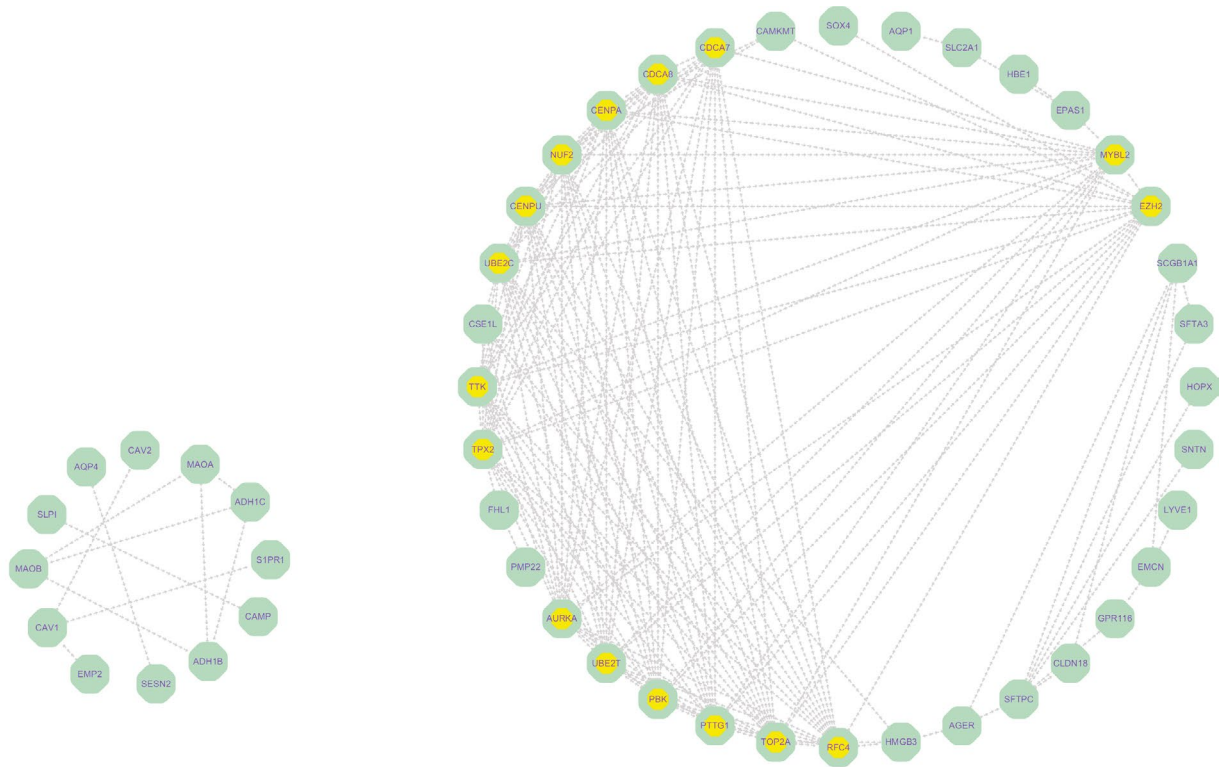 SOX4
CAMKMT
AQP1
CDCA7
SLC2A1
CDCA8
HBE1
CENPA
EPAS1
NUF2
MYBL2
CENPU
EZH2
UBE2C
SCGB1A1
CSE1L
SFTA3
TTK
HOPX
TPX2
SNTN
FHL1
LYVE1
PMP22
EMCN
AURKA
GPR116
UBE2T
CLDN18
PBK
SFTPC
PTTG1
AGER
TOP2A
RFC4
HMGB3
CAV2
AQP4
MAOA
ADH1C
SLPI
S1PR1
MAOB
CAMP
CAV1
ADH1B
EMP2
SESN2